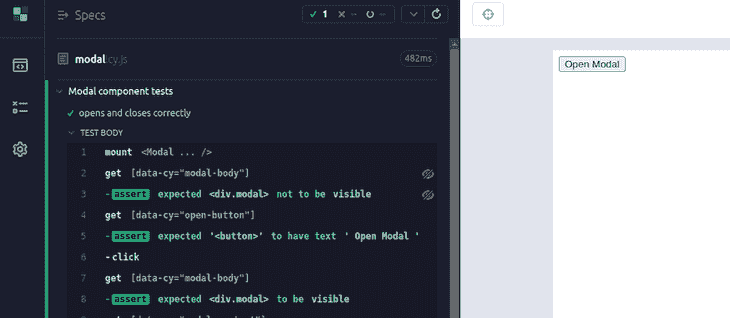 Specs
✓ 1 ✕ -- ↻ --
modal.cy.js 482ms
Modal component tests
✓ opens and closes correctly
TEST BODY
1 mount <Modal ... />
2 get [data-cy="modal-body"]
3 -assert expected <div.modal> not to be visible
4 get [data-cy="open-button"]
5 -assert expected '<button>' to have text ' Open Modal '
6 -click
7 get [data-cy="modal-body"]
8 -assert expected <div.modal> to be visible
Open Modal